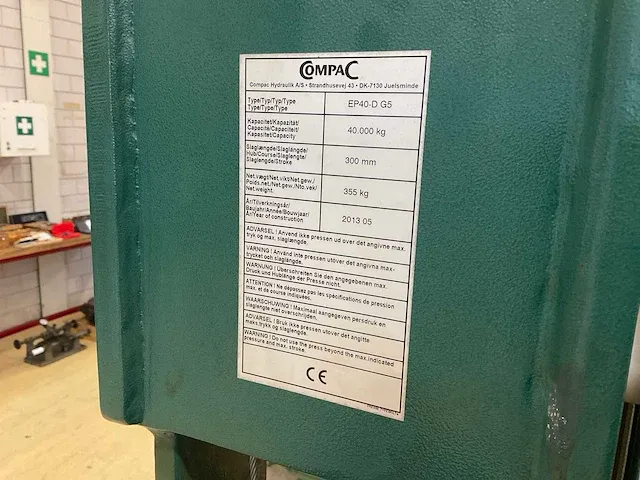 COMPAC
Compac Hydraulik A/S • Strandhusevej 43 • DK-7130 Juelsminde
Type/Typ/Typ/Type
Type/Type/Type
EP40-D G5
Kapacitet/Kapazität/
Capacité/Capaciteit/
Kapasitet/Capacity
40.000 kg
Slaglængde/Slaglängde/
Hub/Course/Slaglengte/
Slaglengde/Stroke.
300 mm
Net.vægt/Net.vikt/Net.gew./
Poids.net/Net.gew./Nto.vek/
Net.weight.
355 kg
År/Tilverkningsår/
Baujahr/Année/Bouwjaar/
År/Year of construction
2013 05
ADVARSEL ! Anvend ikke pressen ud over det angivne max.
tryk og max. slaglængde.
VARNING ! Använd inte pressen utöver det angivna max-
trycket och slaglängde.
WARNUNG ! Überschreiten Sie den angegebenen max.
Druck und Hublänge der Presse nicht.
ATTENTION ! Ne dépassez pas les spécifications de pression
max. et de course indiquées.
WAARSCHUWING ! Maximaal aangegeven persdruk en
slaglengte niet overschrijden.
ADVARSEL ! Bruk ikke pressen utover det angitte
maks.trykk og slaglengde.
WARNING ! Do not use the press beyond the max.indicated
pressure and max. stroke.
CE